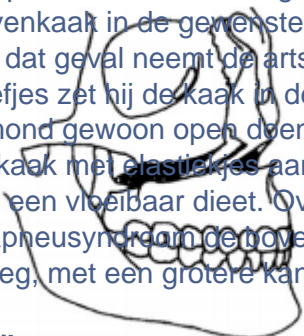 venkaak in de gewenste
dat geval neemt de arts
efjes zet hij de kaak in de
mond gewoon open doen
kaak met elastiekjes aan
een vloeibaar dieet. Ov
apneusyndroom de bove
eg, met een grotere kan